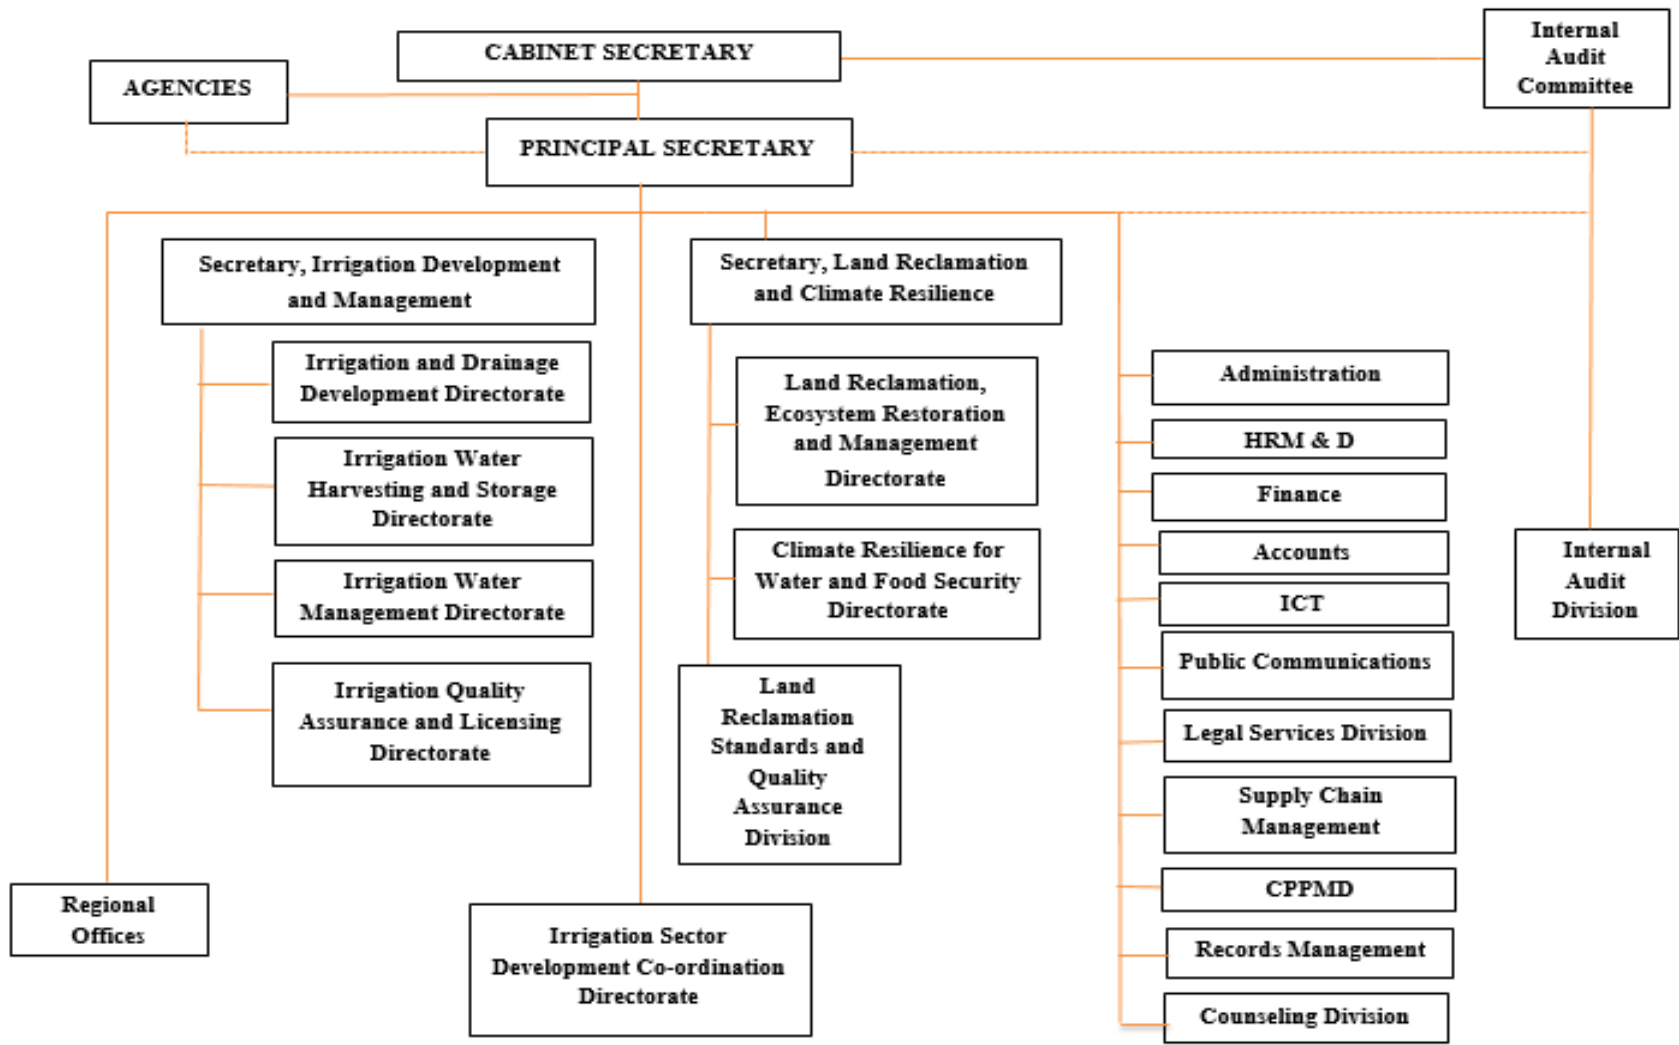 CABINET SECRETARY
Internal
Audit
Committee
AGENCIES
PRINCIPAL SECRETARY
Secretary, Irrigation Development
and Management
Irrigation and Drainage
Development Directorate
Irrigation Water
Harvesting and Storage
Directorate
Irrigation Water
Management Directorate
Irrigation Quality
Assurance and Licensing
Directorate
Secretary, Land Reclamation
and Climate Resilience
Land Reclamation,
Ecosystem Restoration
and Management
Directorate
Climate Resilience for
Water and Food Security
Directorate
Land
Reclamation
Standards and
Quality
Assurance
Division
Administration
HRM & D
Finance
Accounts
ICT
Public Communications
Legal Services Division
Supply Chain
Management
CPPMD
Records Management
Counseling Division
Internal
Audit
Division
Regional
Offices
Irrigation Sector
Development Co-ordination
Directorate